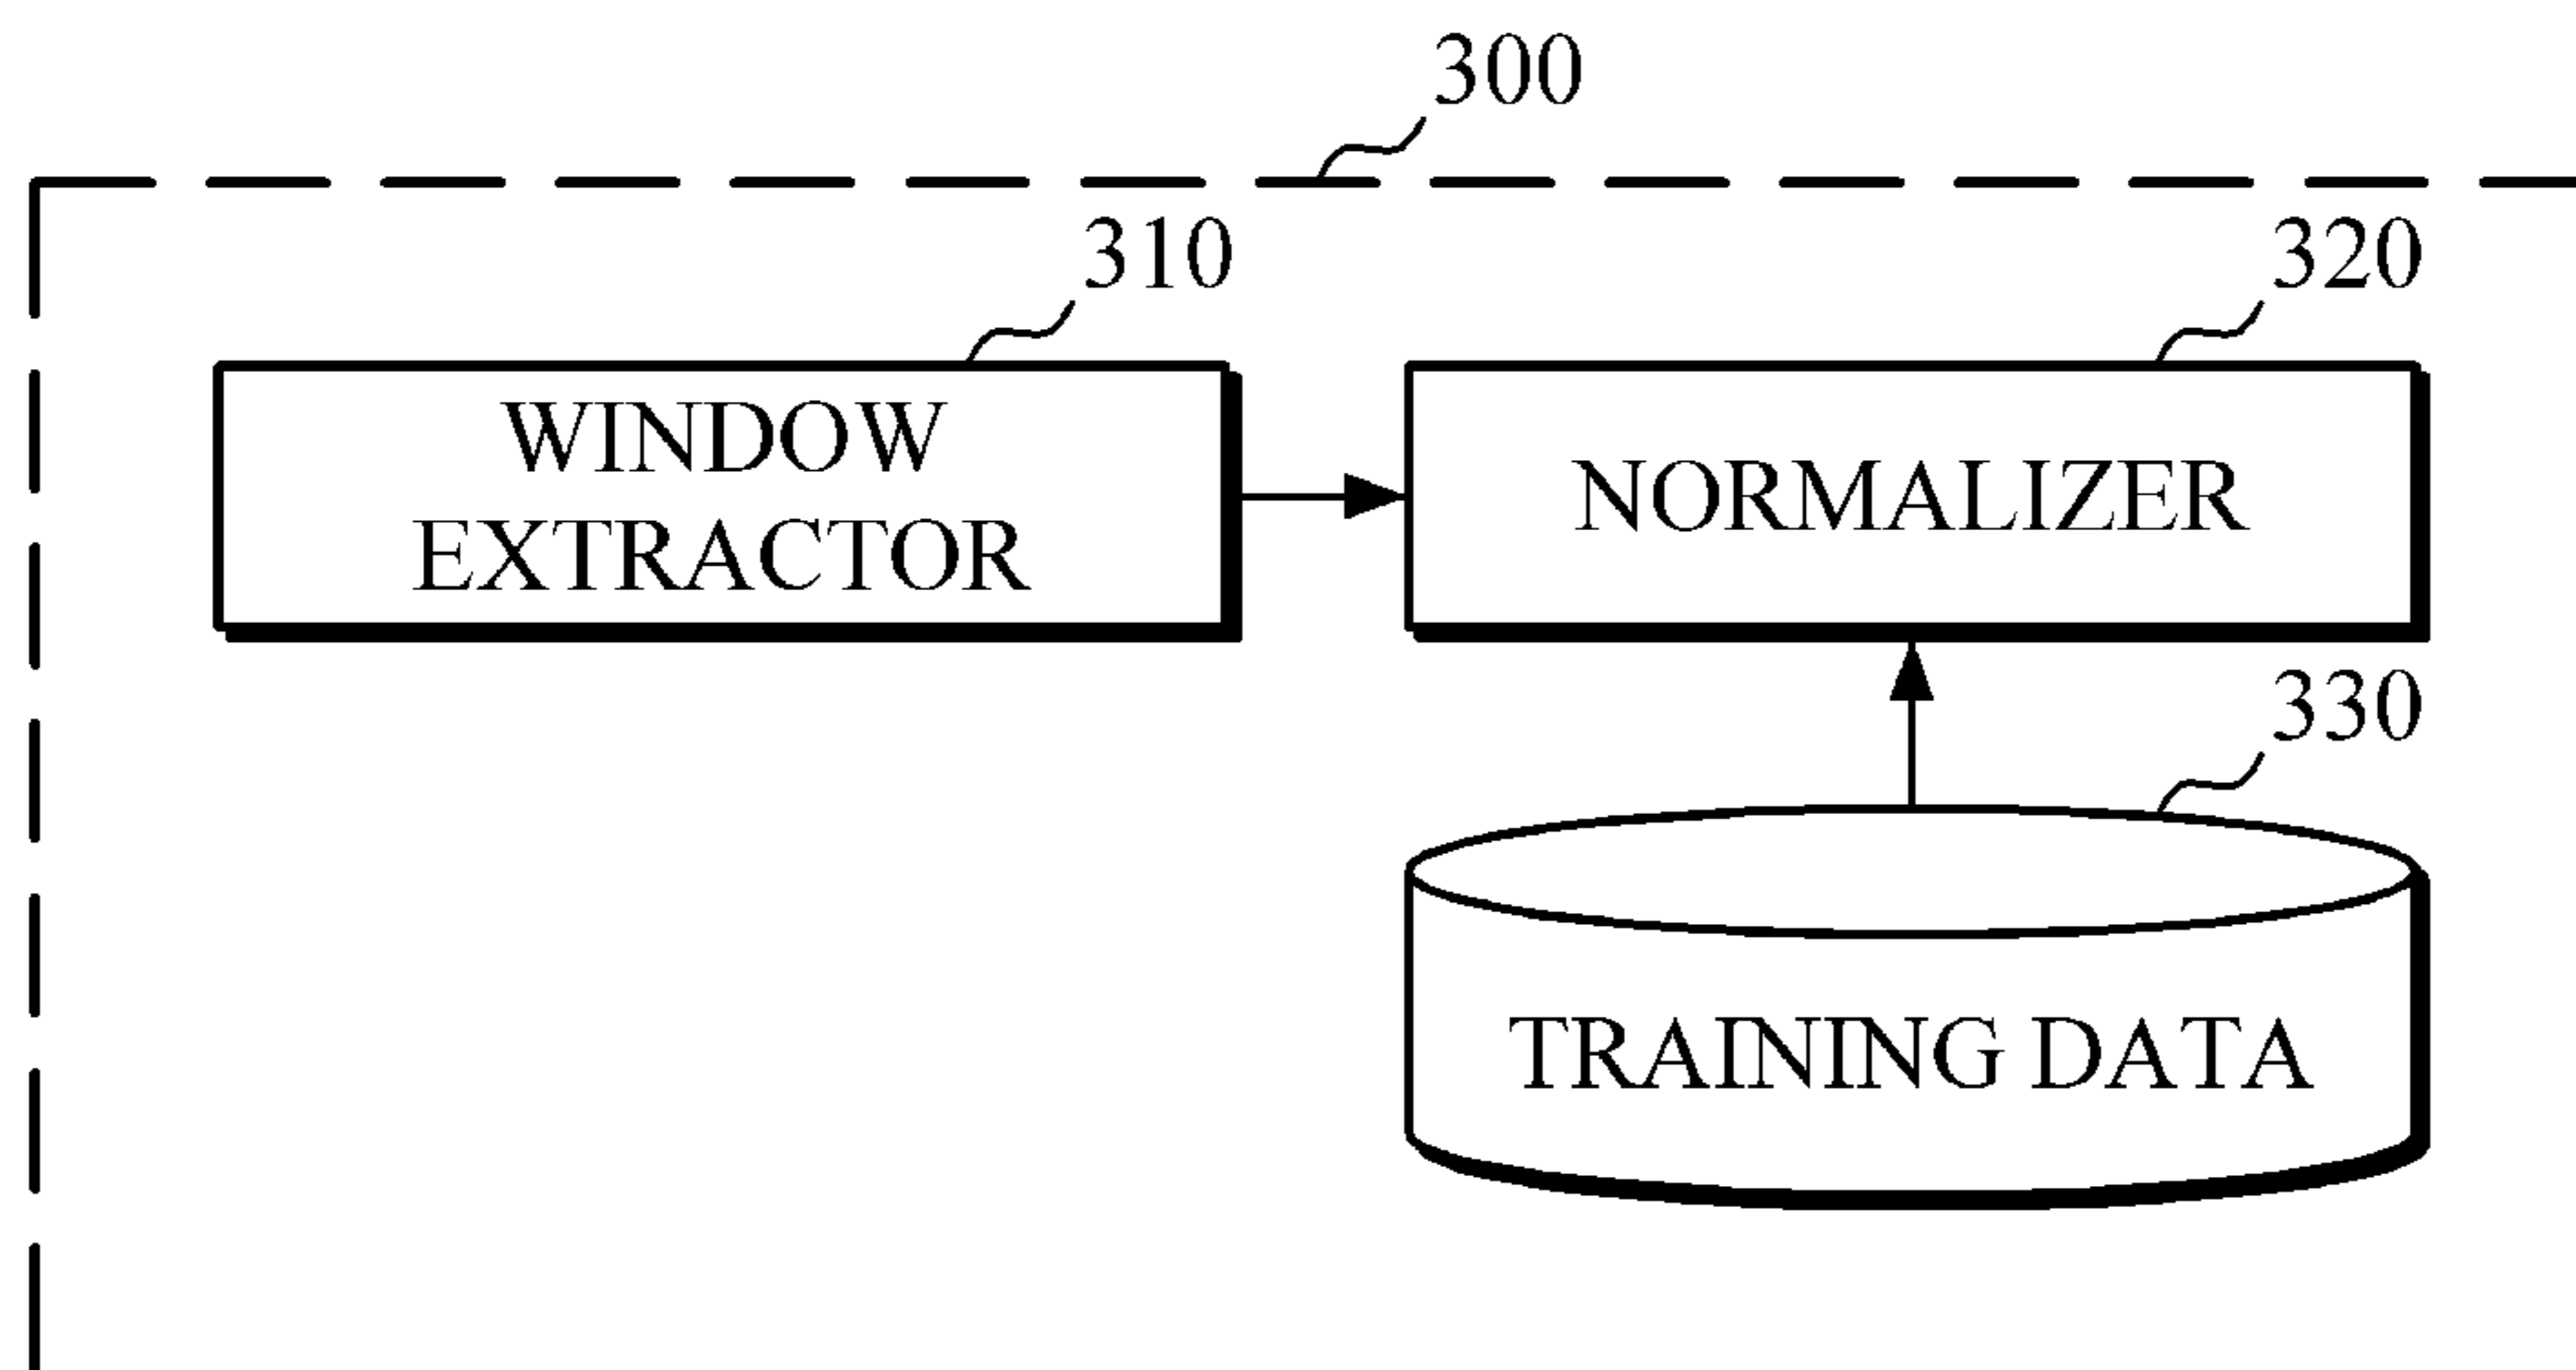 300
310
320
WINDOW
EXTRACTOR
NORMALIZER
330
TRAINING DATA